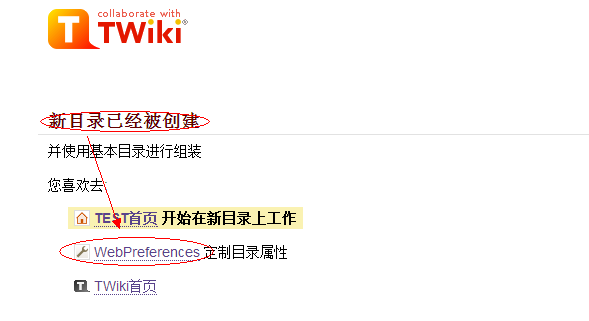 collaborate with
TWiki®
新目录已经被创建
并使用基本目录进行组装
您喜欢去:
TEST首页 开始在新目录上工作
WebPreferences 定制目录属性
TWiki首页